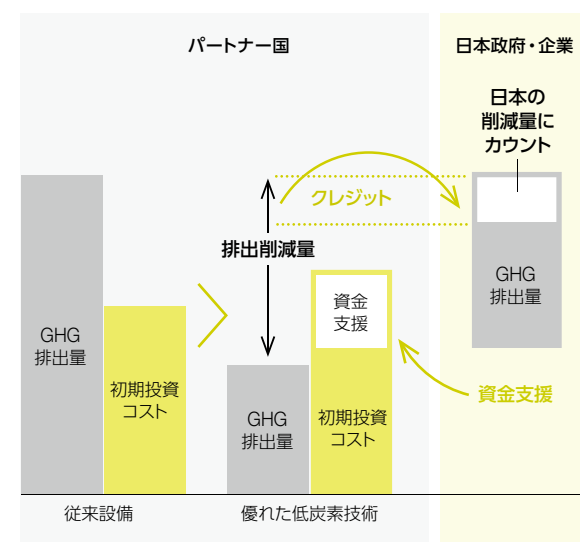 パートナー国
日本政府・企業
日本の
削減量に
カウント
クレジット
排出削減量
GHG
排出量
初期投資
コスト
GHG
排出量
資金
支援
初期投資
コスト
GHG
排出量
資金支援
従来設備
優れた低炭素技術